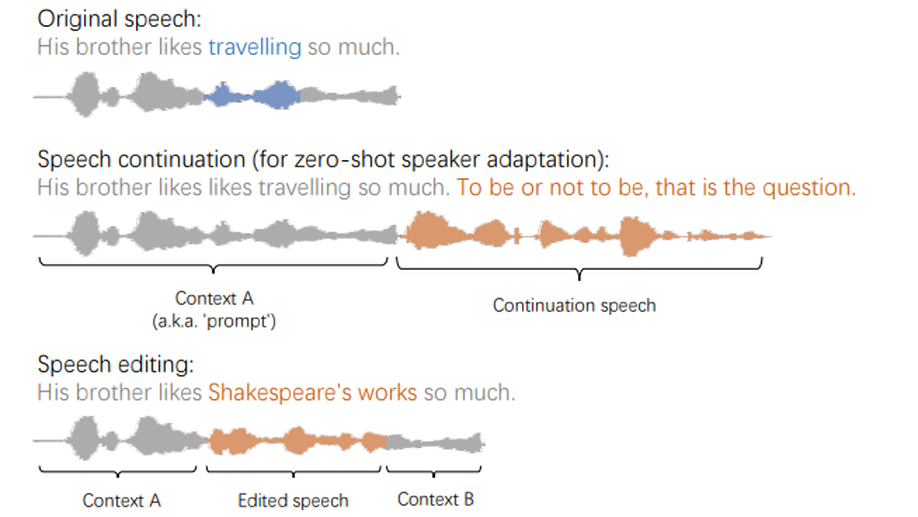 Original speech:
His brother likes travelling so much.
Speech continuation (for zero-shot speaker adaptation):
His brother likes likes travelling so much. To be or not to be, that is the question.
Context A
(a.k.a. 'prompt')
Continuation speech
Speech editing:
His brother likes Shakespeare's works so much.
Context A
Edited speech
Context B